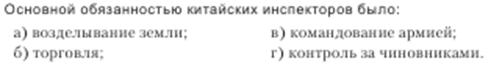 Основной обязанностью китайских инспекторов было:
а) возделывание земли; в) командование армией;
б) торговля; г) контроль за чиновниками.